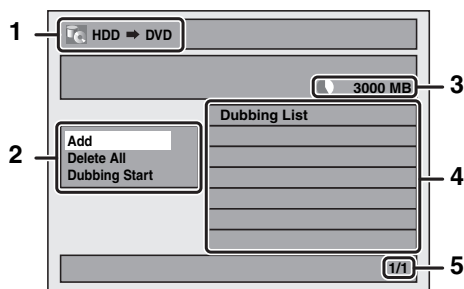 1
HDD ➡ DVD
3000 MB
3
Dubbing List
2
Add
Delete All
Dubbing Start
4
1/1
5